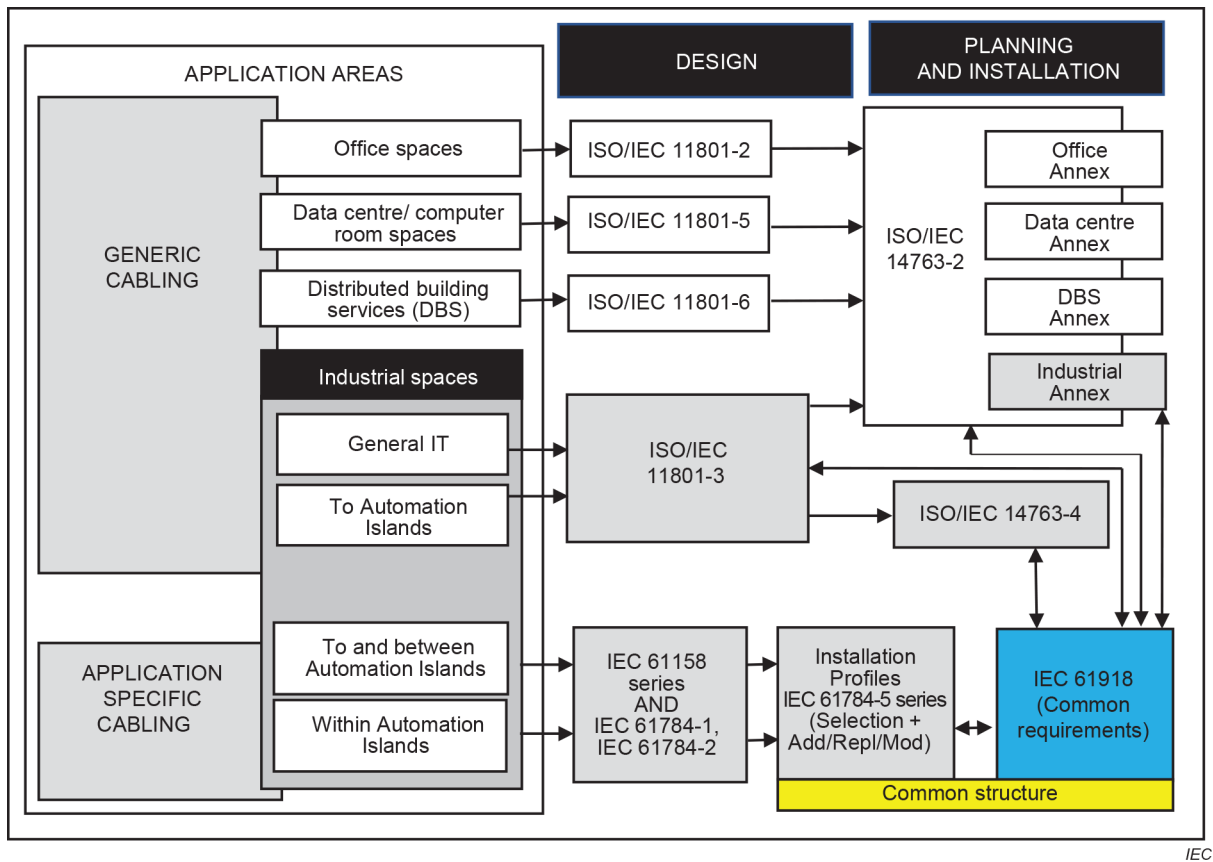 APPLICATION AREAS
DESIGN
PLANNING
AND INSTALLATION
GENERIC
CABLING
Office spaces
ISO/IEC 11801-2
Data centre/ computer
room spaces
ISO/IEC 11801-5
Distributed building
services (DBS)
ISO/IEC 11801-6
ISO/IEC
14763-2
Office
Annex
Data centre
Annex
DBS
Annex
Industrial
Annex
Industrial spaces
General IT
To Automation
Islands
ISO/IEC
11801-3
ISO/IEC 14763-4
APPLICATION
SPECIFIC
CABLING
To and between
Automation Islands
Within Automation
Islands
IEC 61158
series
AND
IEC 61784-1,
IEC 61784-2
Installation
Profiles
IEC 61784-5 series
(Selection +
Add/Repl/Mod)
IEC 61918
(Common
requirements)
Common structure
IEC